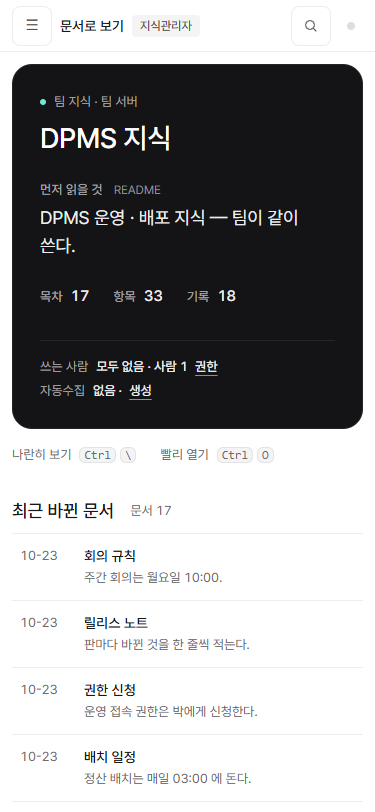 문서로 보기 지식관리자
팀 지식 · 팀 서버
DPMS 지식
먼저 읽을 것 README
DPMS 운영 · 배포 지식 — 팀이 같이
쓴다.
목차 17 항목 33 기록 18
쓰는 사람 모두 없음 · 사람 1 권한
자동수집 없음 · 생성
나란히 보기 Ctrl \ 빨리 열기 Ctrl O
최근 바뀐 문서 문서 17
10-23 회의 규칙
주간 회의는 월요일 10:00.
10-23 릴리스 노트
판마다 바뀐 것을 한 줄씩 적는다.
10-23 권한 신청
운영 접속 권한은 박에게 신청한다.
10-23 배치 일정
정산 배치는 매일 03:00 에 돈다.